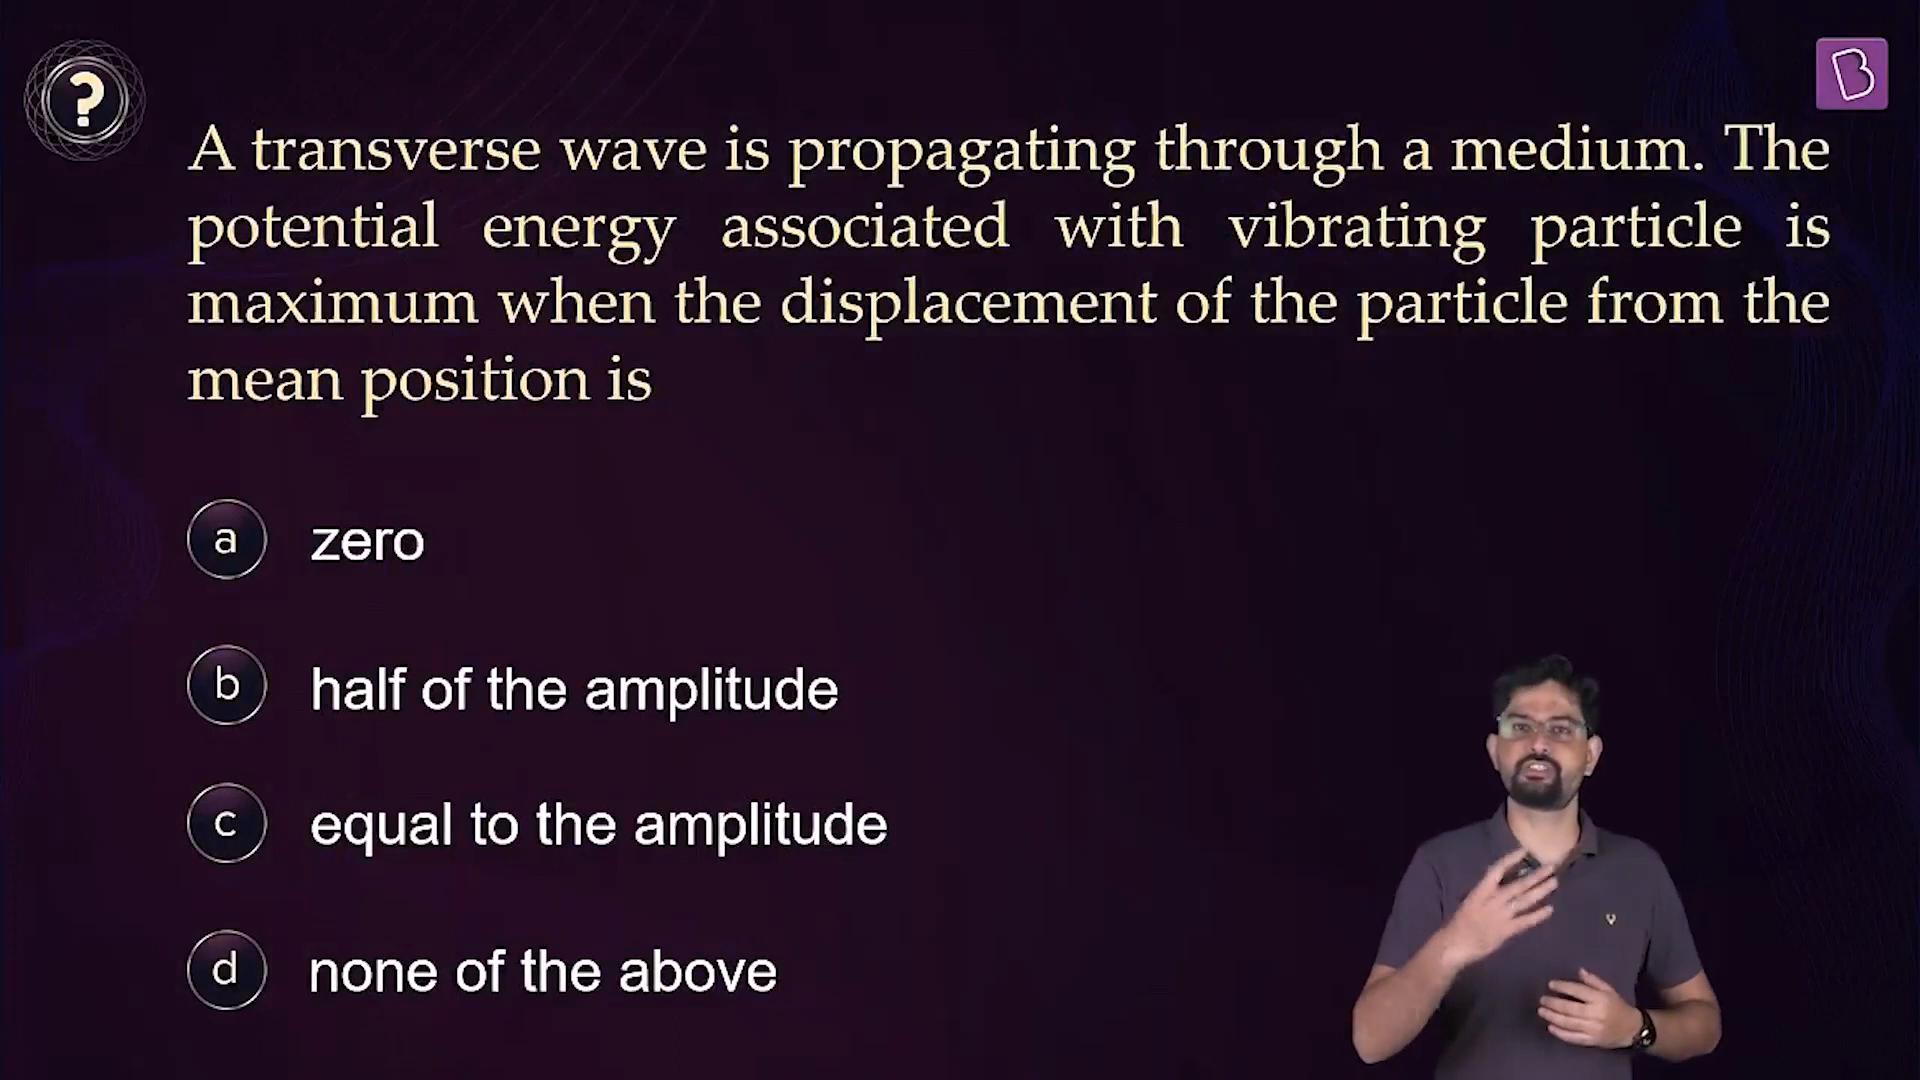 ?
B
A transverse wave is propagating through a medium. The
potential energy associated with vibrating particle is
maximum when the displacement of the particle from the
mean position is
a zero
b half of the amplitude
c equal to the amplitude
d none of the above